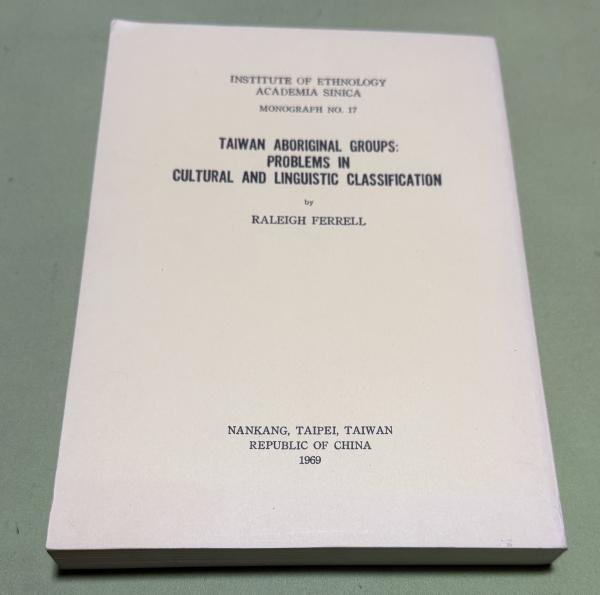 INSTITUTE OF ETHNOLOGY
ACADEMIA SINICA
MONOGRAPH NO. 17
TAIWAN ABORIGINAL GROUPS:
PROBLEMS IN
CULTURAL AND LINGUISTIC CLASSIFICATION
by
RALEIGH FERRELL
NANKANG, TAIPEI, TAIWAN
REPUBLIC OF CHINA
1969